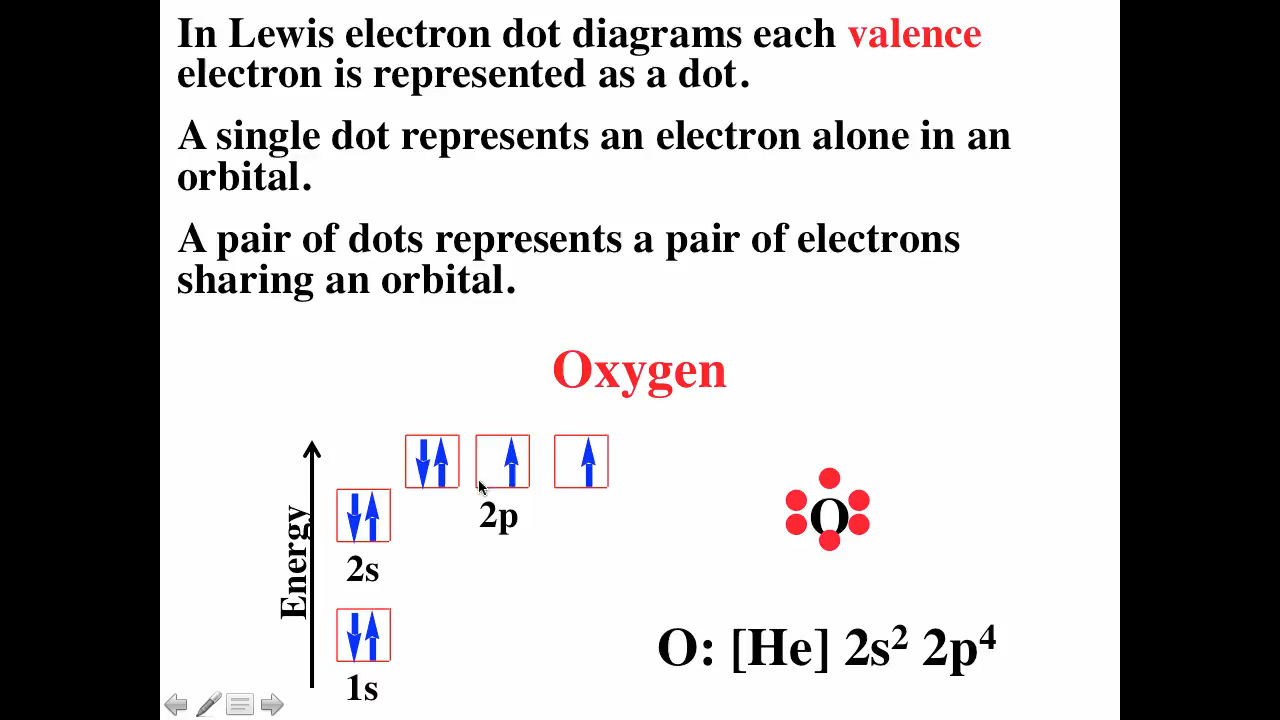 In Lewis electron dot diagrams each valence
electron is represented as a dot.
A single dot represents an electron alone in an
orbital.
A pair of dots represents a pair of electrons
sharing an orbital.
Oxygen
Energy
2p
2s
1s
O
O: [He] 2s² 2p⁴